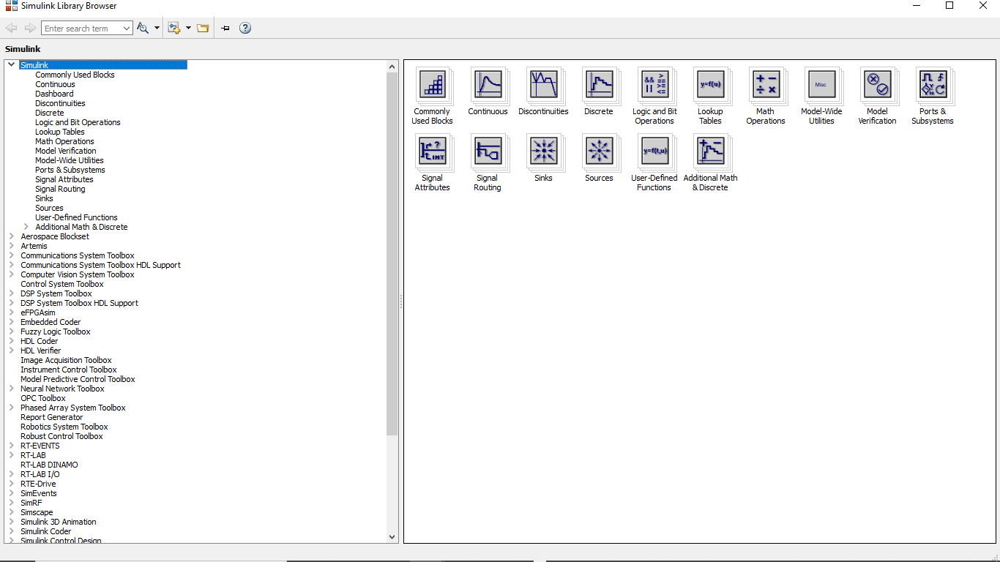 Simulink Library Browser
Enter search term
Simulink
Simulink
Commonly Used Blocks
Continuous
Dashboard
Discontinuities
Discrete
Logic and Bit Operations
Lookup Tables
Math Operations
Model Verification
Model-Wide Utilities
Ports & Subsystems
Signal Attributes
Signal Routing
Sinks
Sources
User-Defined Functions
Additional Math & Discrete
Aerospace Blockset
Artemis
Communications System Toolbox
Communications System Toolbox HDL Support
Computer Vision System Toolbox
Control System Toolbox
DSP System Toolbox
DSP System Toolbox HDL Support
eFPGAsim
Embedded Coder
Fuzzy Logic Toolbox
HDL Coder
HDL Verifier
Image Acquisition Toolbox
Instrument Control Toolbox
Model Predictive Control Toolbox
Neural Network Toolbox
OPC Toolbox
Phased Array System Toolbox
Report Generator
Robotics System Toolbox
Robust Control Toolbox
RT-EVENTS
RT-LAB
RT-LAB DINAMO
RT-LAB I/O
RTE-Drive
SimEvents
SimRF
Simscape
Simulink 3D Animation
Simulink Coder
Simulink Control Design
&& > == || >= <= y=f(u) + − ÷ × Misc
Commonly Used Blocks
Continuous
Discontinuities
Discrete
Logic and Bit Operations
Lookup Tables
Math Operations
Model-Wide Utilities
Model Verification
Ports & Subsystems
? INT y=f(t,u) + −
Signal Attributes
Signal Routing
Sinks
Sources
User-Defined Functions
Additional Math & Discrete